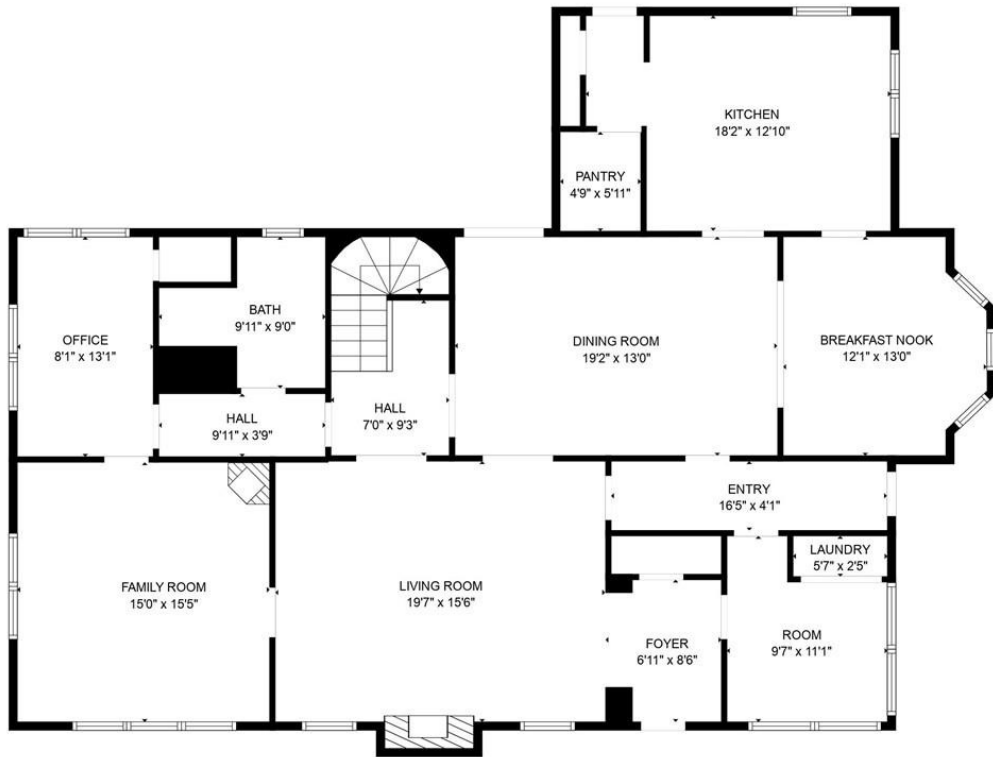 KITCHEN
18'2" x 12'10"
PANTRY
4'9" x 5'11"
OFFICE
8'1" x 13'1"
BATH
9'11" x 9'0"
HALL
9'11" x 3'9"
HALL
7'0" x 9'3"
DINING ROOM
19'2" x 13'0"
BREAKFAST NOOK
12'1" x 13'0"
ENTRY
16'5" x 4'1"
LAUNDRY
5'7" x 2'5"
FAMILY ROOM
15'0" x 15'5"
LIVING ROOM
19'7" x 15'6"
FOYER
6'11" x 8'6"
ROOM
9'7" x 11'1"